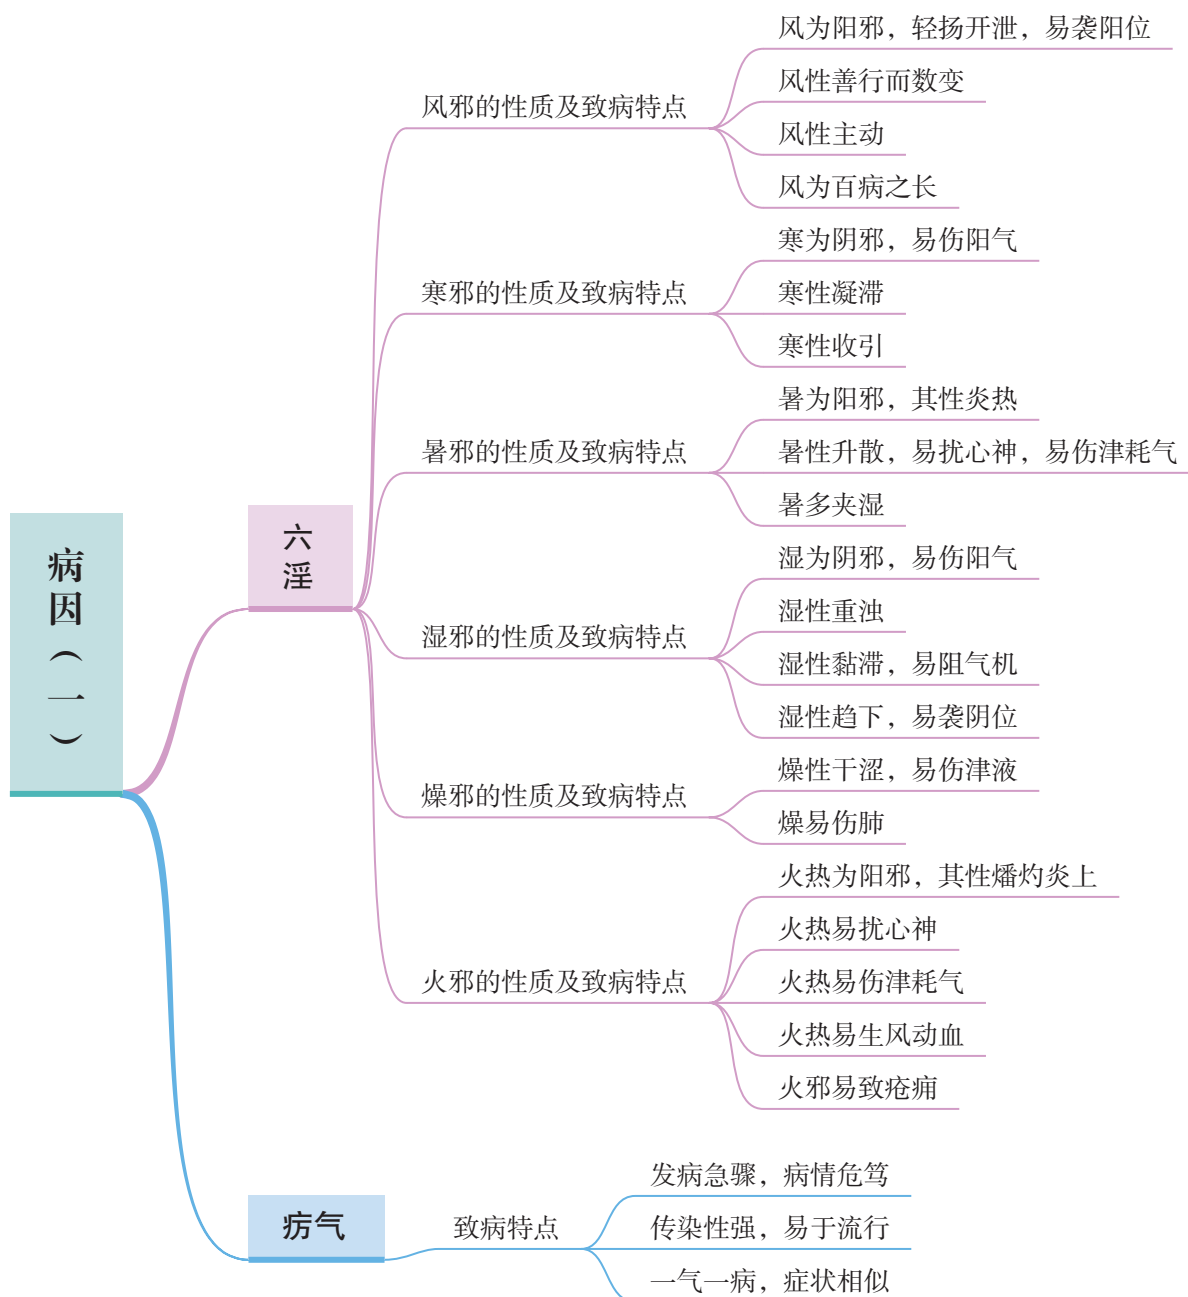 病因（一）
六淫
风邪的性质及致病特点
风为阳邪，轻扬开泄，易袭阳位
风性善行而数变
风性主动
风为百病之长
寒邪的性质及致病特点
寒为阴邪，易伤阳气
寒性凝滞
寒性收引
暑邪的性质及致病特点
暑为阳邪，其性炎热
暑性升散，易扰心神，易伤津耗气
暑多夹湿
湿邪的性质及致病特点
湿为阴邪，易伤阳气
湿性重浊
湿性黏滞，易阻气机
湿性趋下，易袭阴位
燥邪的性质及致病特点
燥性干涩，易伤津液
燥易伤肺
火邪的性质及致病特点
火热为阳邪，其性燔灼炎上
火热易扰心神
火热易伤津耗气
火热易生风动血
火邪易致疮痈
疠气
致病特点
发病急骤，病情危笃
传染性强，易于流行
一气一病，症状相似